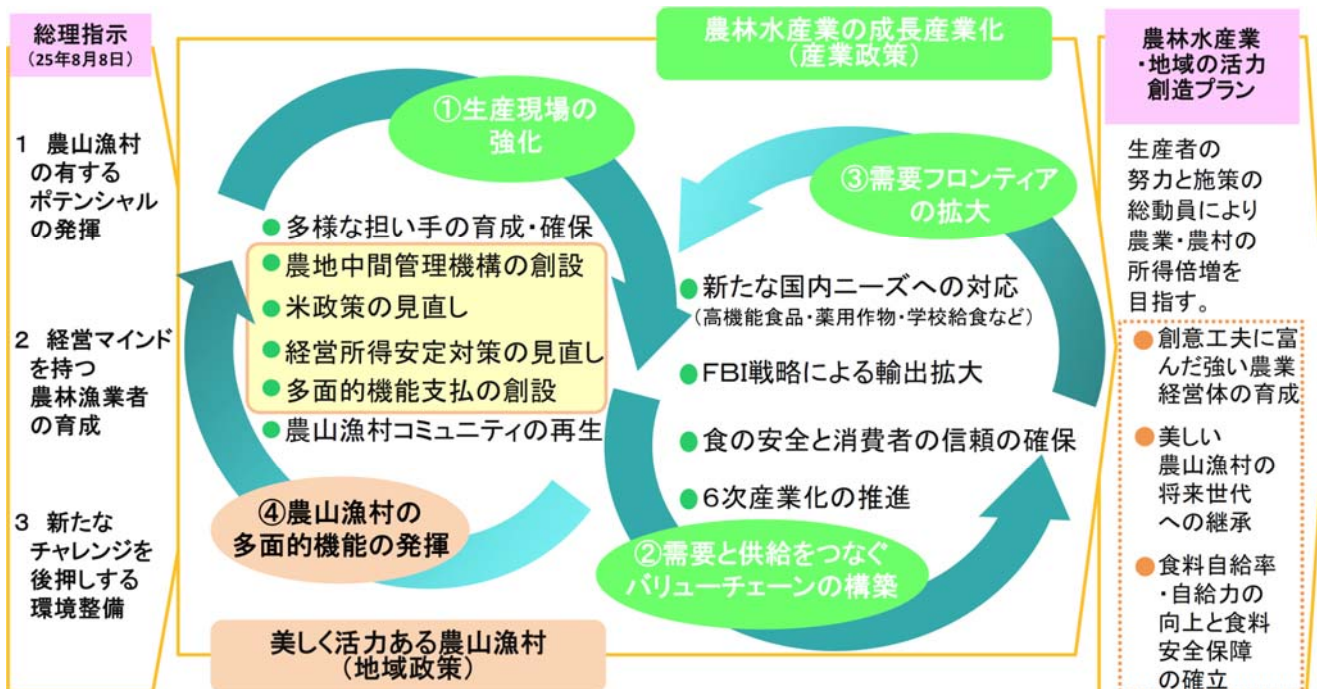 総理指示
（25年8月8日）
1 農山漁村
の有する
ポテンシャル
の発揮
2 経営マインド
を持つ
農林漁業者
の育成
3 新たな
チャレンジを
後押しする
環境整備
農林水産業の成長産業化
（産業政策）
①生産現場の
強化
●多様な担い手の育成・確保
●農地中間管理機構の創設
●米政策の見直し
●経営所得安定対策の見直し
●多面的機能支払の創設
●農山漁村コミュニティの再生
④農山漁村の
多面的機能の発揮
美しく活力ある農山漁村
（地域政策）
③需要フロンティア
の拡大
●新たな国内ニーズへの対応
（高機能食品・薬用作物・学校給食など）
●FBI戦略による輸出拡大
●食の安全と消費者の信頼の確保
●6次産業化の推進
②需要と供給をつなぐ
バリューチェーンの構築
農林水産業
・地域の活力
創造プラン
生産者の
努力と施策の
総動員により
農業・農村の
所得倍増を
目指す。
●創意工夫に富
んだ強い農業
経営体の育成
●美しい
農山漁村の
将来世代
への継承
●食料自給率
・自給力の
向上と食料
安全保障
の確立